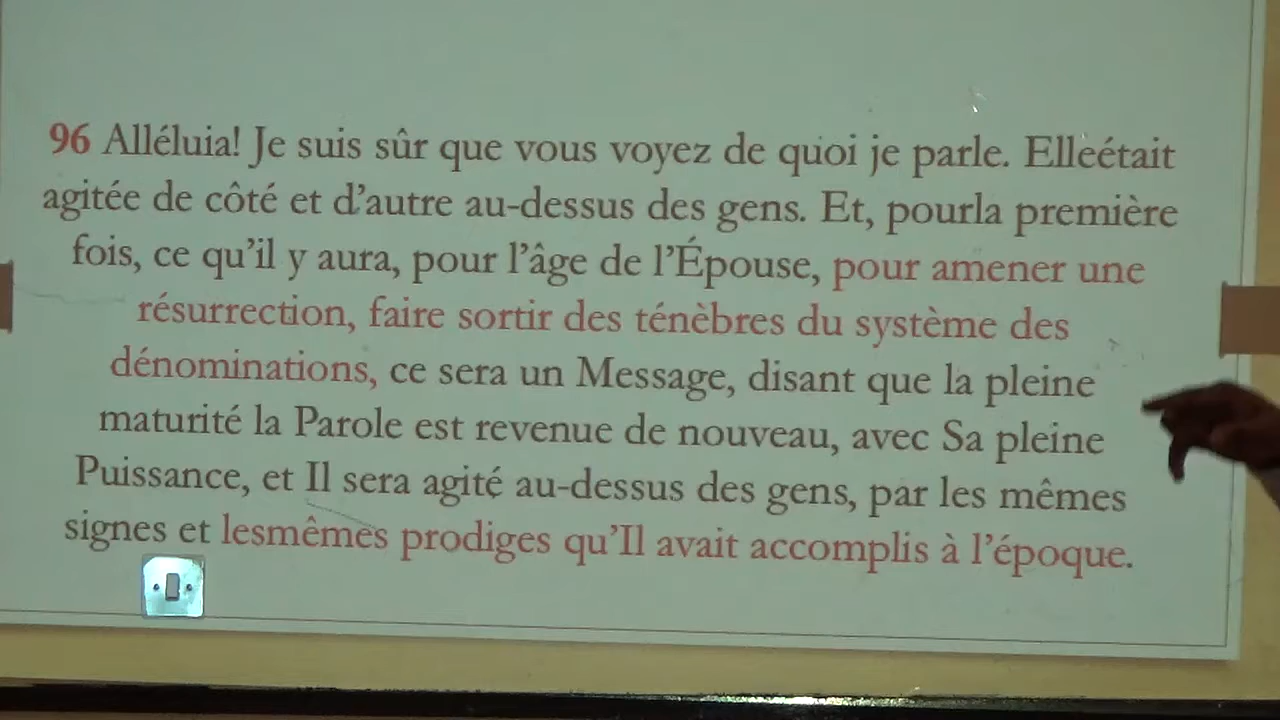 96 Alléluia! Je suis sûr que vous voyez de quoi je parle. Elleétait
agitée de côté et d'autre au-dessus des gens. Et, pourla première
fois, ce qu'il y aura, pour l'âge de l'Épouse, pour amener une
résurrection, faire sortir des ténèbres du système des
dénominations, ce sera un Message, disant que la pleine
maturité la Parole est revenue de nouveau, avec Sa pleine
Puissance, et Il sera agité au-dessus des gens, par les mêmes
signes et lesmêmes prodiges qu'Il avait accomplis à l'époque.